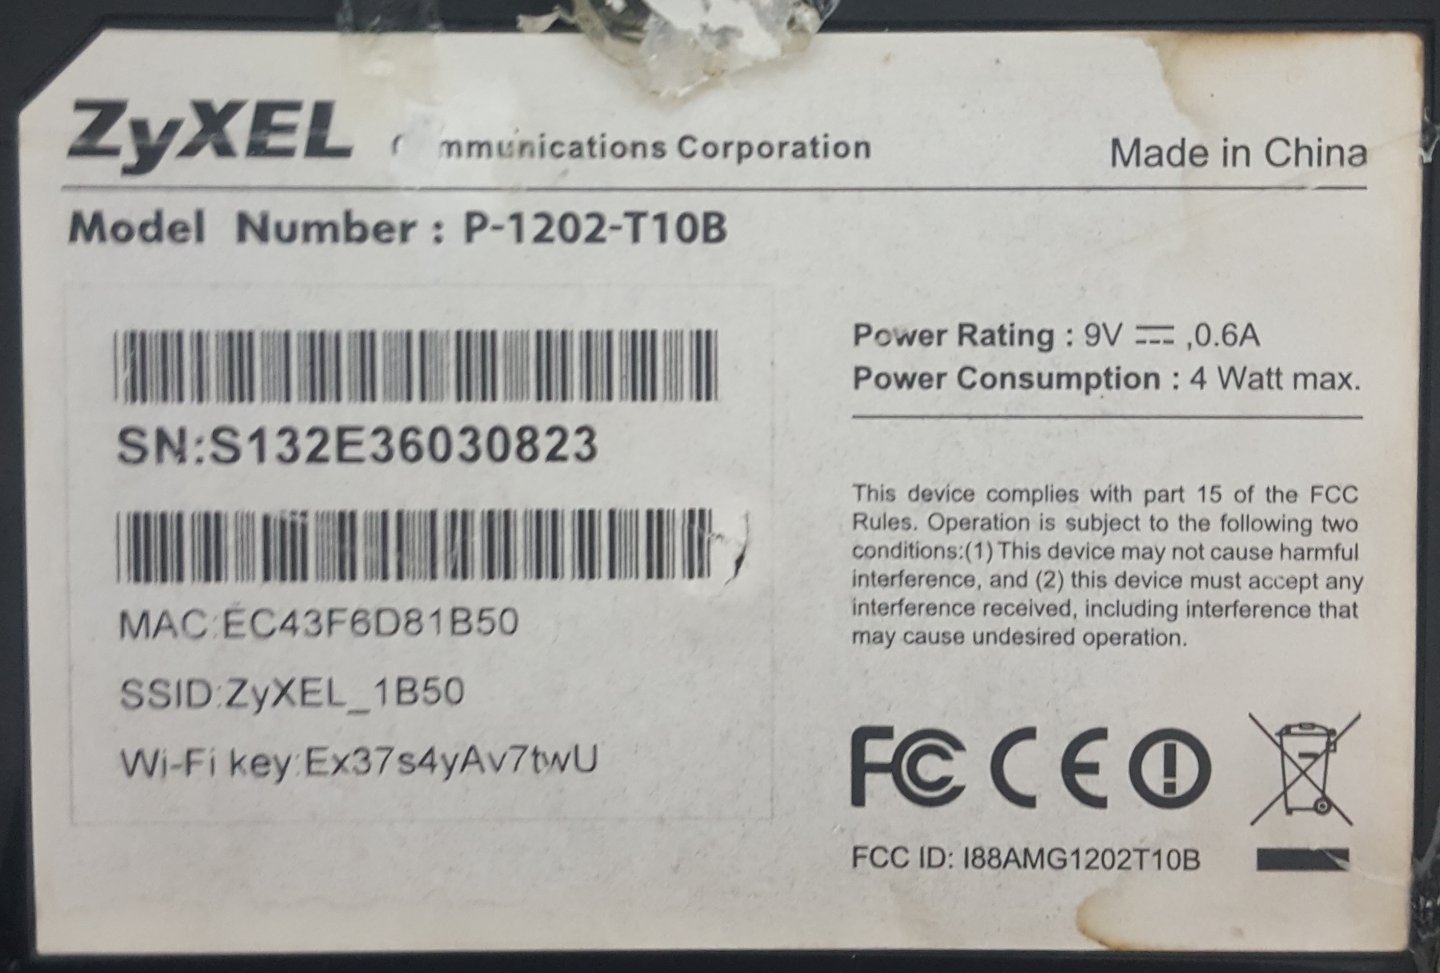 ZyXEL mmunications Corporation
Made in China
Model Number : P-1202-T10B
SN:S132E36030823
MAC:EC43F6D81B50
SSID:ZyXEL_1B50
Wi-Fi key:Ex37s4yAv7twU
Power Rating : 9V ⎓ ,0.6A
Power Consumption : 4 Watt max.
This device complies with part 15 of the FCC
Rules. Operation is subject to the following two
conditions:(1) This device may not cause harmful
interference, and (2) this device must accept any
interference received, including interference that
may cause undesired operation.
FC CE
FCC ID: I88AMG1202T10B